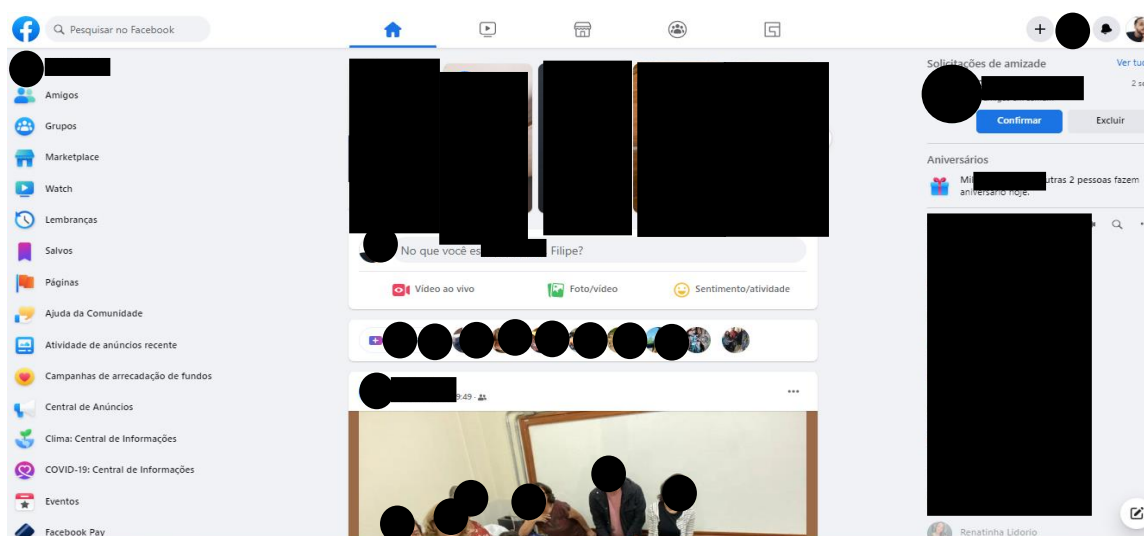 Pesquisar no Facebook
Amigos
Grupos
Marketplace
Watch
Lembranças
Salvos
Páginas
Ajuda da Comunidade
Atividade de anúncios recente
Campanhas de arrecadação de fundos
Central de Anúncios
Clima: Central de Informações
COVID-19: Central de Informações
Eventos
Facebook Pay
No que você es Filipe?
Vídeo ao vivo
Foto/vídeo
Sentimento/atividade
9:49
Solicitações de amizade
Ver tud
2 se
Confirmar
Excluir
Aniversários
Mil utras 2 pessoas fazem
aniversário hoje.
Renatinha Lidorio